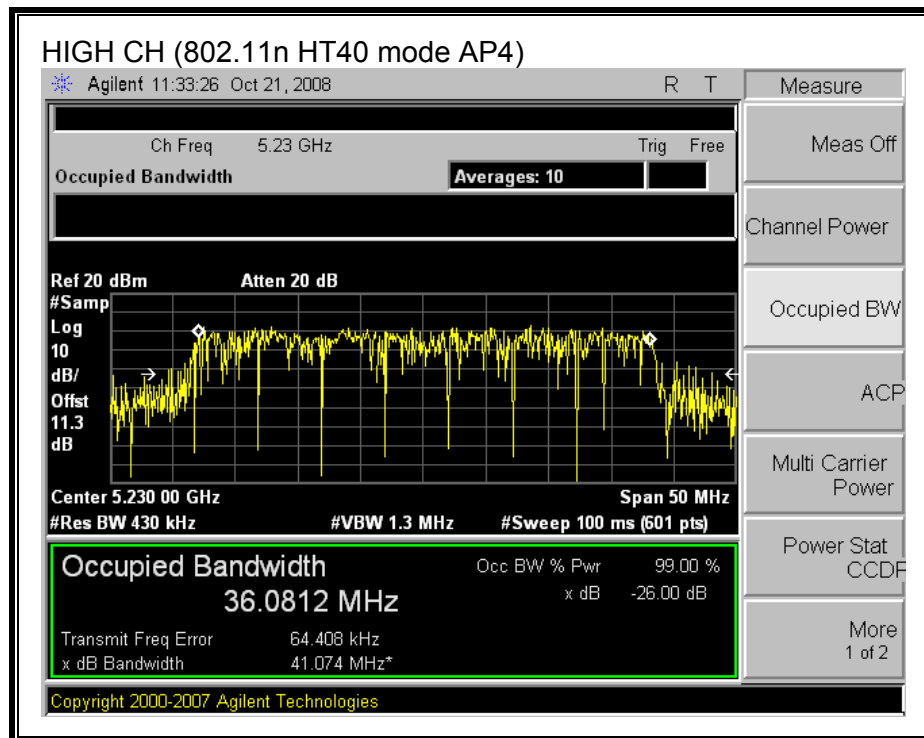 HIGH CH (802.11n HT40 mode AP4)
Agilent 11:33:26 Oct 21, 2008 R T
Measure
Ch Freq 5.23 GHz Trig Free
Meas Off
Occupied Bandwidth Averages: 10
Channel Power
Ref 20 dBm Atten 20 dB
#Samp
Log
10
dB/
Offst
11.3
dB
Occupied BW
ACP
Multi Carrier
Power
Center 5.230 00 GHz Span 50 MHz
#Res BW 430 kHz #VBW 1.3 MHz #Sweep 100 ms (601 pts)
Power Stat
CCDF
Occupied Bandwidth Occ BW % Pwr 99.00 %
36.0812 MHz x dB -26.00 dB
Transmit Freq Error 64.408 kHz
x dB Bandwidth 41.074 MHz*
More
1 of 2
Copyright 2000-2007 Agilent Technologies